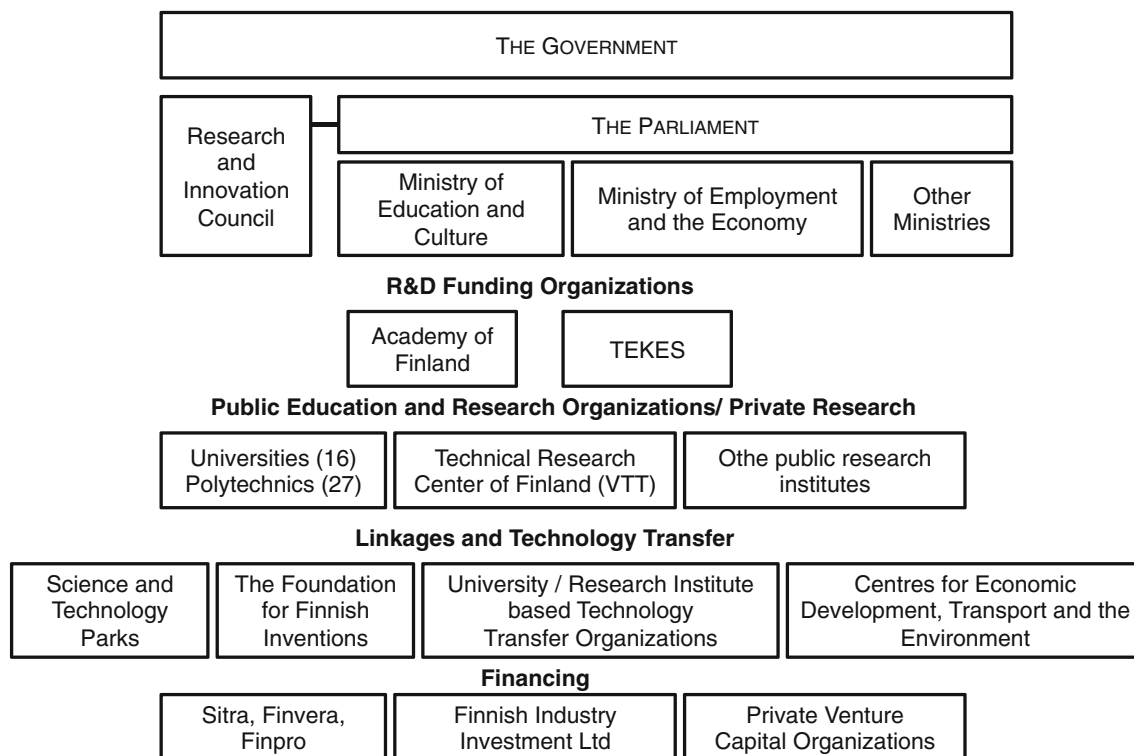 THE GOVERNMENT
Research
and
Innovation
Council
THE PARLIAMENT
Ministry of
Education and
Culture
Ministry of Employment
and the Economy
Other
Ministries
R&D Funding Organizations
Academy of
Finland
TEKES
Public Education and Research Organizations/ Private Research
Universities (16)
Polytechnics (27)
Technical Research
Center of Finland (VTT)
Othe public research
institutes
Linkages and Technology Transfer
Science and
Technology
Parks
The Foundation
for Finnish
Inventions
University / Research Institute
based Technology
Transfer Organizations
Centres for Economic
Development, Transport and the
Environment
Financing
Sitra, Finvera,
Finpro
Finnish Industry
Investment Ltd
Private Venture
Capital Organizations